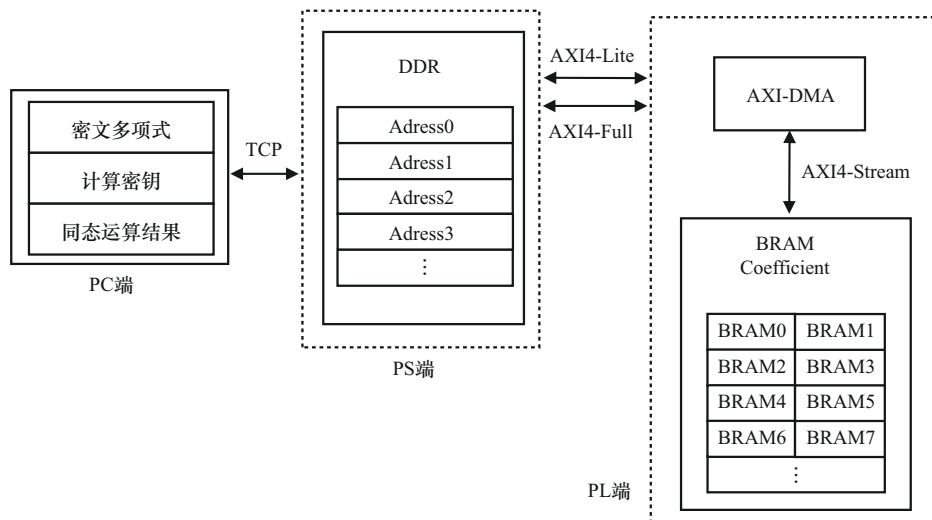 密文多项式
计算密钥
同态运算结果
PC端
TCP
DDR
Adress0
Adress1
Adress2
Adress3
⋮
PS端
AXI4-Lite
AXI4-Full
AXI-DMA
AXI4-Stream
BRAM
Coefficient
BRAM0 BRAM1
BRAM2 BRAM3
BRAM4 BRAM5
BRAM6 BRAM7
⋮
PL端